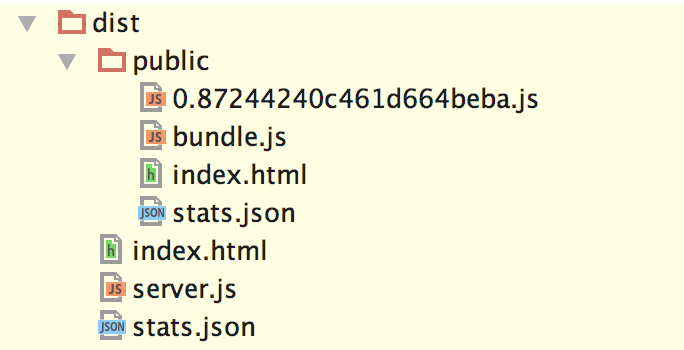 dist
public
JS 0.87244240c461d664beba.js
JS bundle.js
h index.html
JSON stats.json
h index.html
JS server.js
JSON stats.json